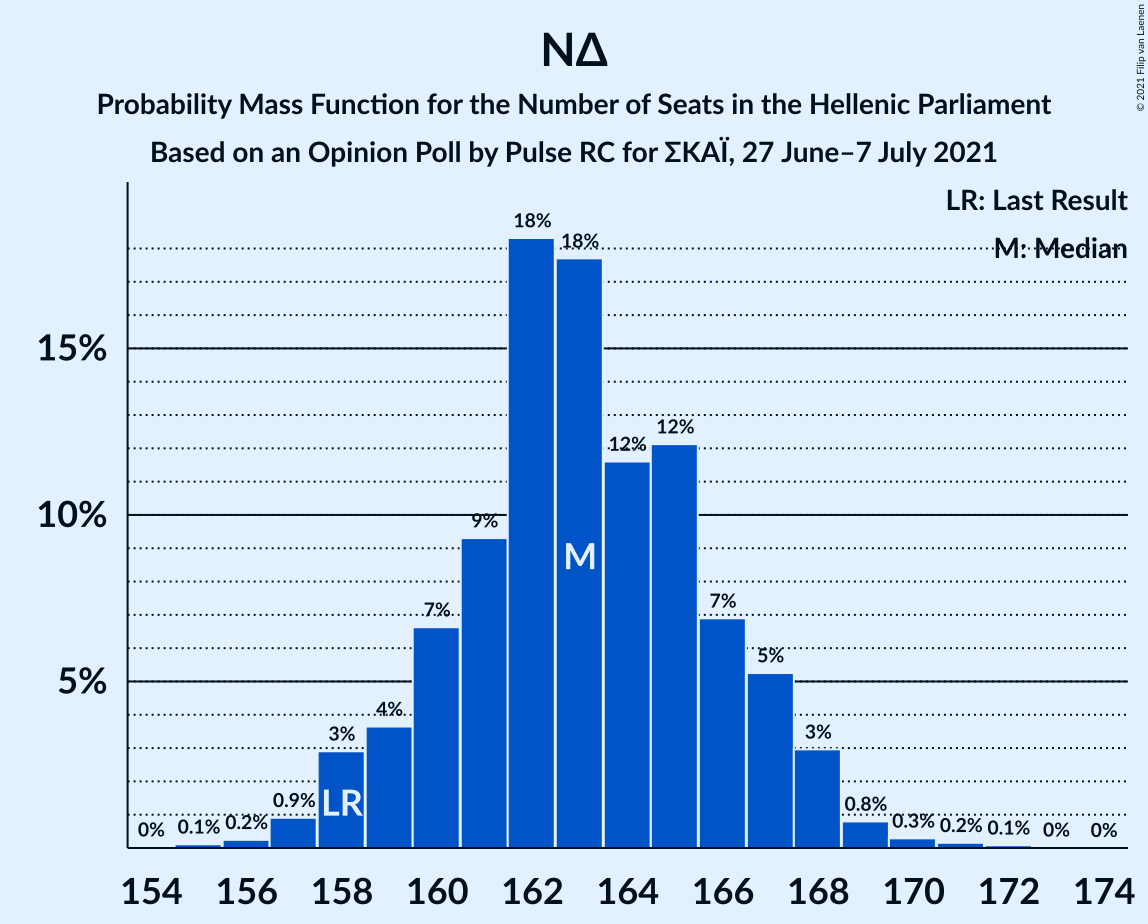 ΝΔ
Probability Mass Function for the Number of Seats in the Hellenic Parliament
Based on an Opinion Poll by Pulse RC for ΣΚΑΪ, 27 June–7 July 2021
© 2021 Filip van Laenen
LR: Last Result
M: Median
15%
10%
5%
0%
0.1%
0.2%
0.9%
3%
4%
7%
9%
18%
18%
12%
12%
7%
5%
3%
0.8%
0.3%
0.2%
0.1%
0%
0%
LR
M
154 156 158 160 162 164 166 168 170 172 174